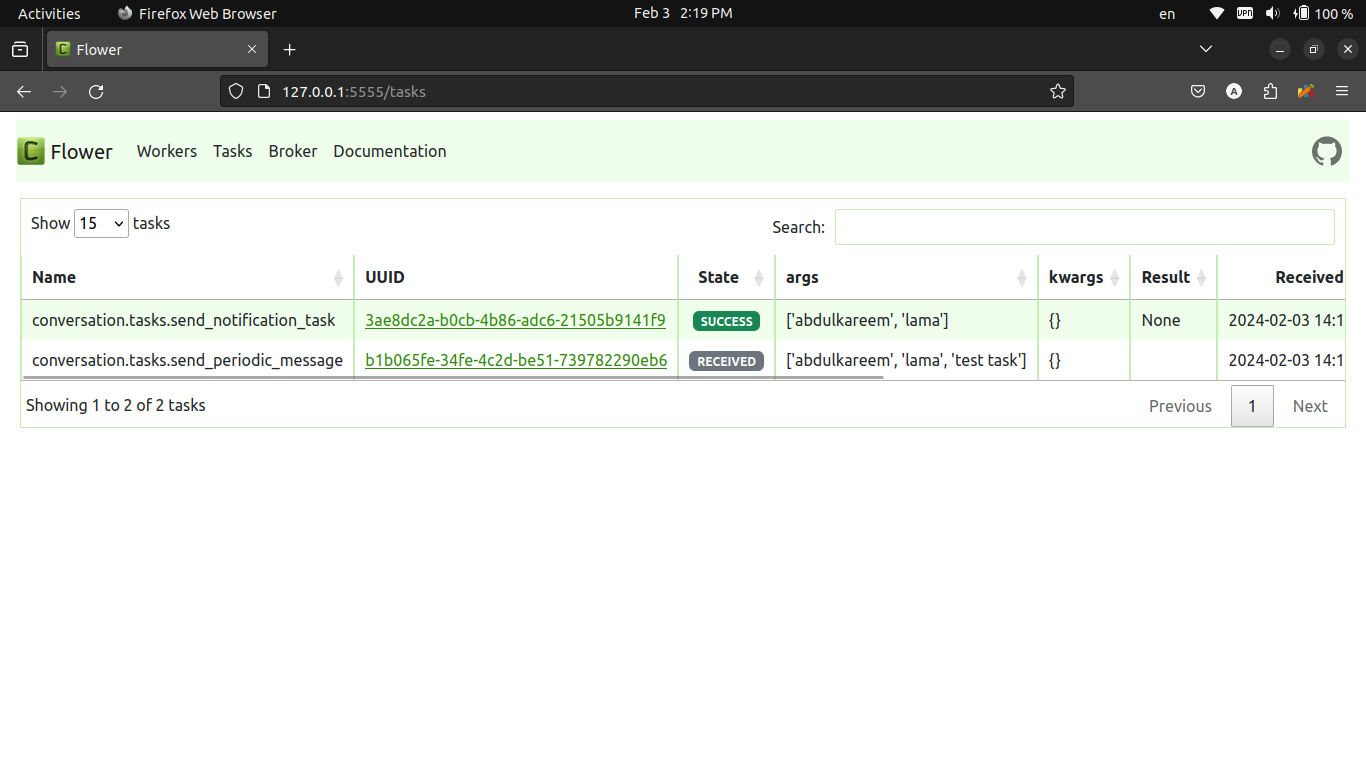 Activities Firefox Web Browser Feb 3 2:19 PM en VPN 100 %
Flower
127.0.0.1:5555/tasks A
C Flower Workers Tasks Broker Documentation
Show 15 tasks Search:
Name UUID State args kwargs Result Received
conversation.tasks.send_notification_task 3ae8dc2a-b0cb-4b86-adc6-21505b9141f9 SUCCESS ['abdulkareem', 'lama'] {} None 2024-02-03 14:1
conversation.tasks.send_periodic_message b1b065fe-34fe-4c2d-be51-739782290eb6 RECEIVED ['abdulkareem', 'lama', 'test task'] {} 2024-02-03 14:1
Showing 1 to 2 of 2 tasks Previous 1 Next